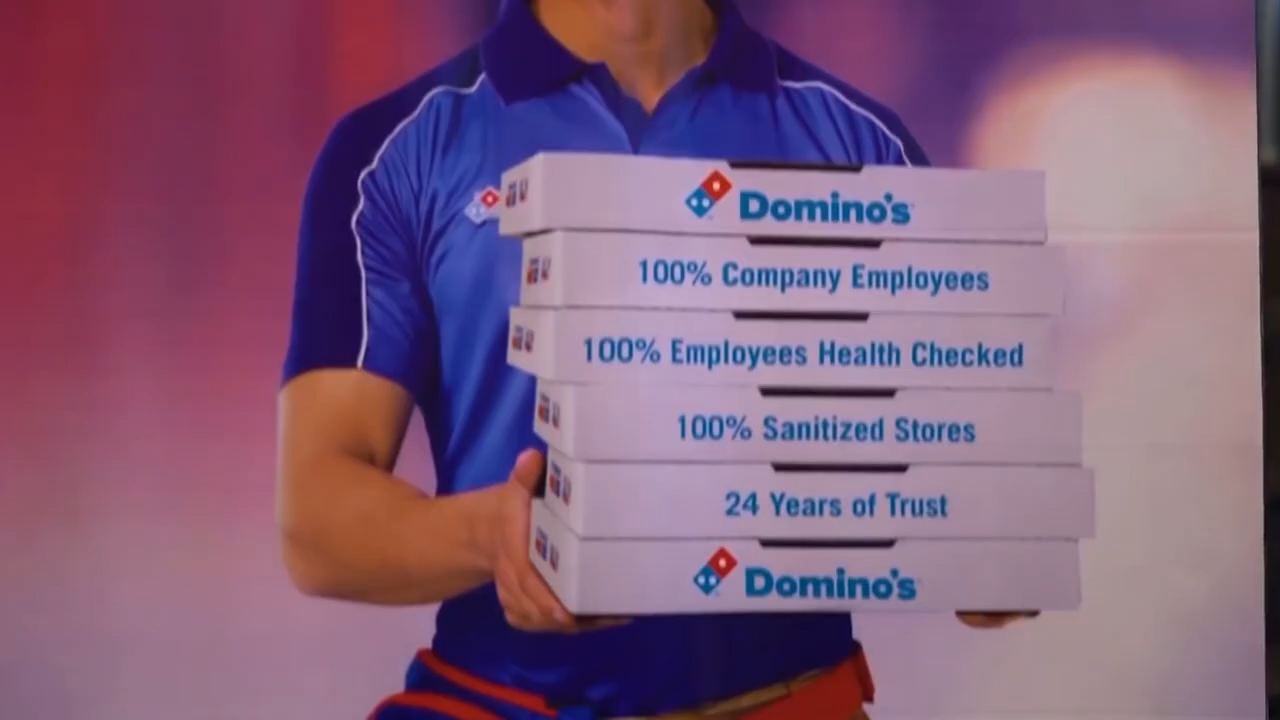 Domino's
100% Company Employees
100% Employees Health Checked
100% Sanitized Stores
24 Years of Trust
Domino's